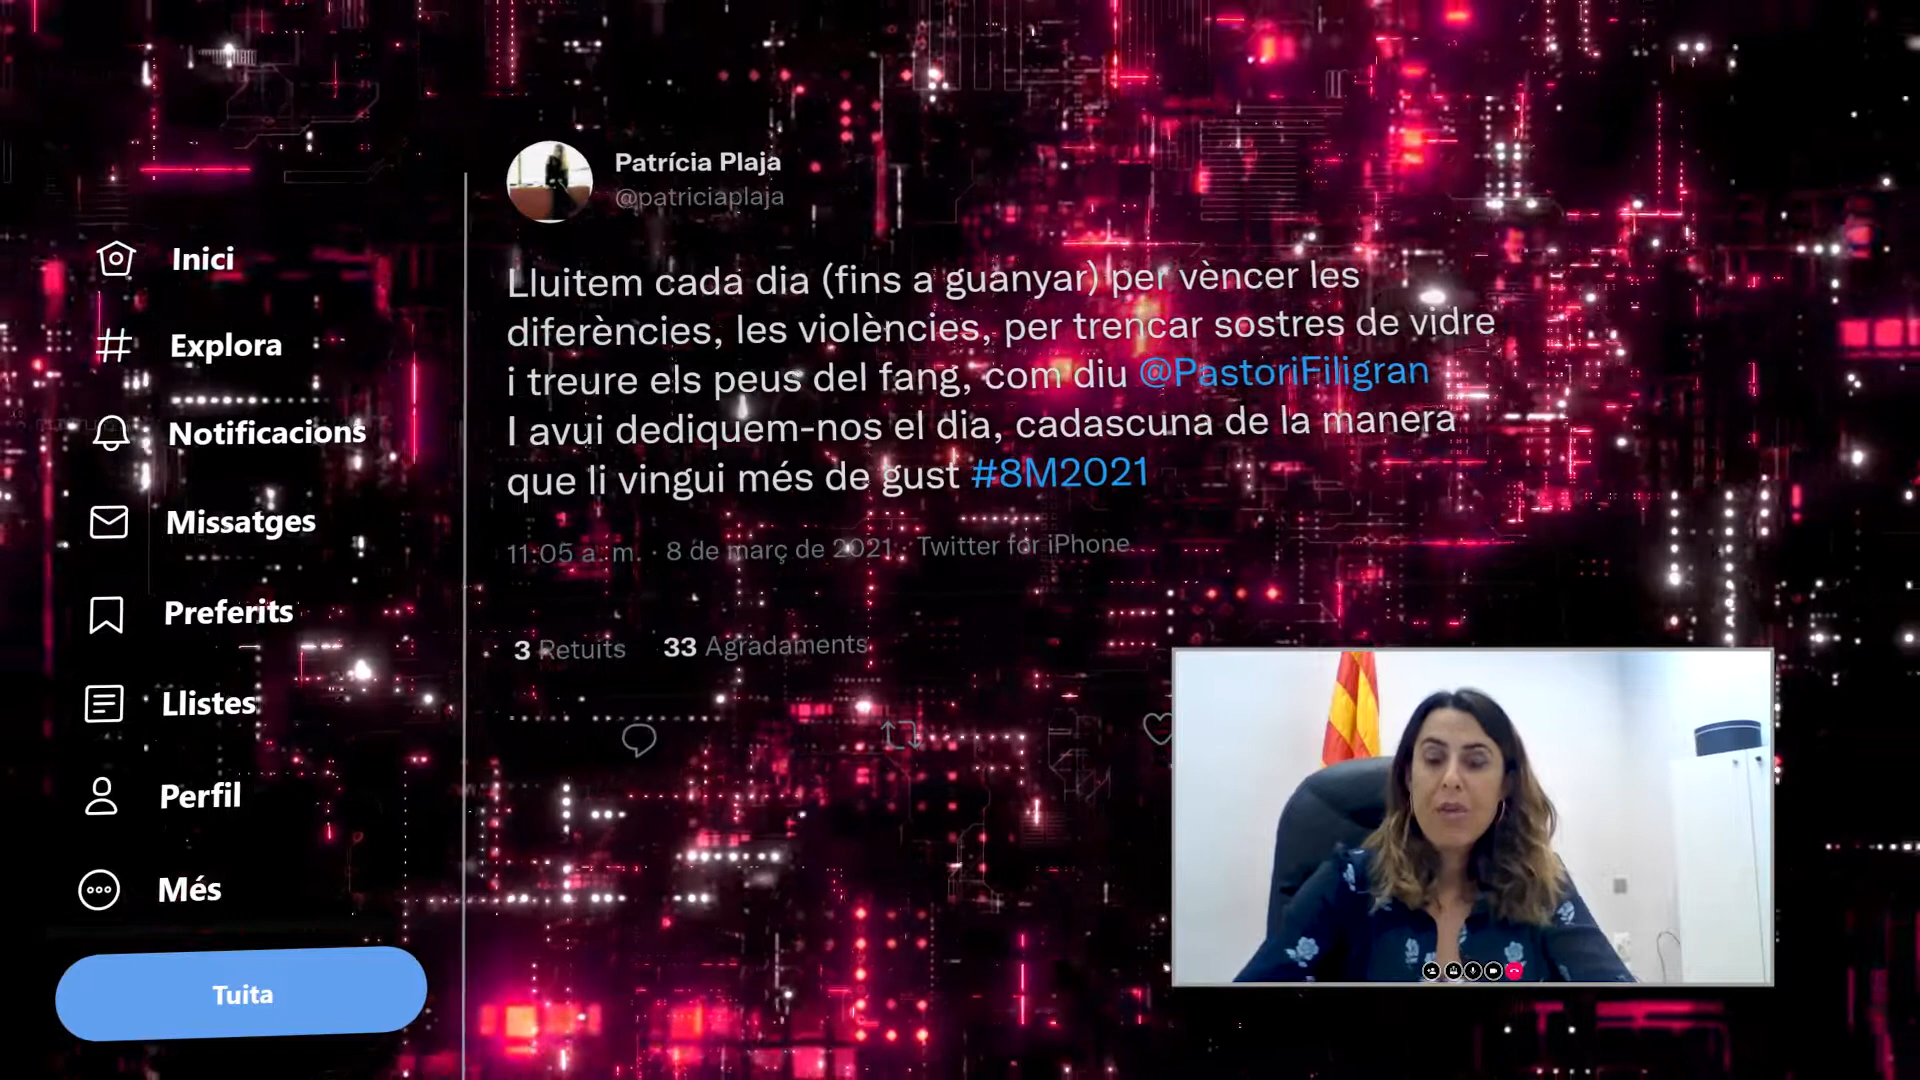 Inici
Explora
Notificacions
Missatges
Preferits
Llistes
Perfil
Més
Tuita
Patrícia Plaja
@patriciaplaja
Lluitem cada dia (fins a guanyar) per vèncer les
diferències, les violències, per trencar sostres de vidre
i treure els peus del fang, com diu @PastoriFiligran
I avui dediquem-nos el dia, cadascuna de la manera
que li vingui més de gust #8M2021
11:05 a. m. · 8 de març de 2021 · Twitter for iPhone
3 Retuits 33 Agradaments